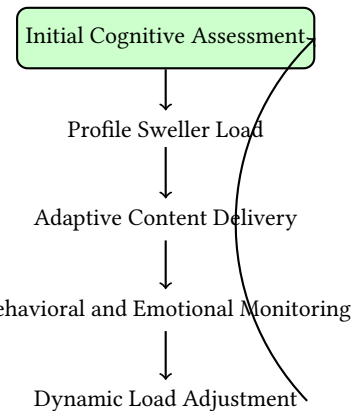 Initial Cognitive Assessment
Profile Sweller Load
Adaptive Content Delivery
ehavioral and Emotional Monitoring
Dynamic Load Adjustment